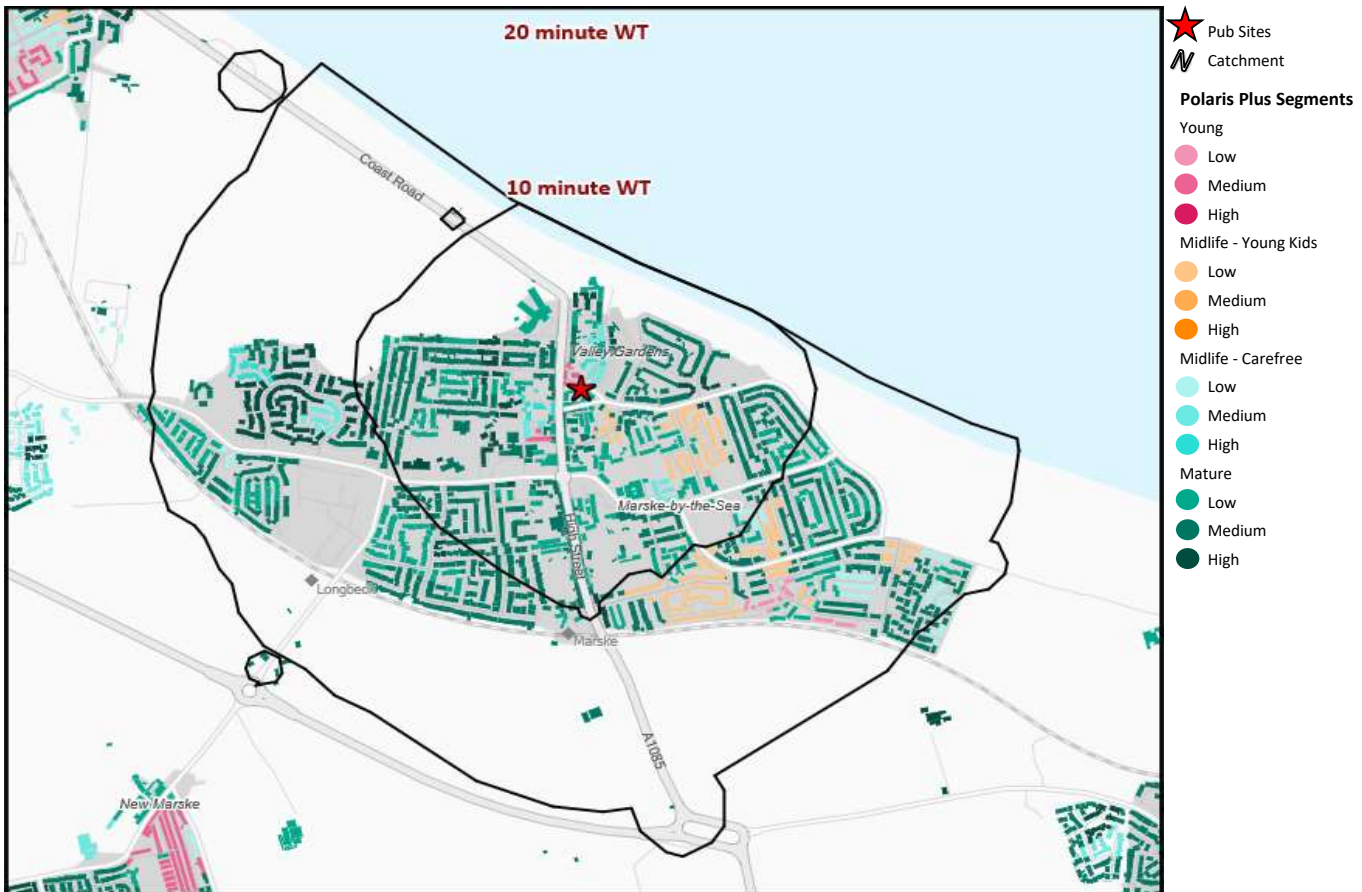 20 minute WT
10 minute WT
Coast Road
Valley Gardens
Marske-by-the-Sea
High Street
Longbeck
Marske
A1085
New Marske
Pub Sites
Catchment
Polaris Plus Segments
Young
Low
Medium
High
Midlife - Young Kids
Low
Medium
High
Midlife - Carefree
Low
Medium
High
Mature
Low
Medium
High